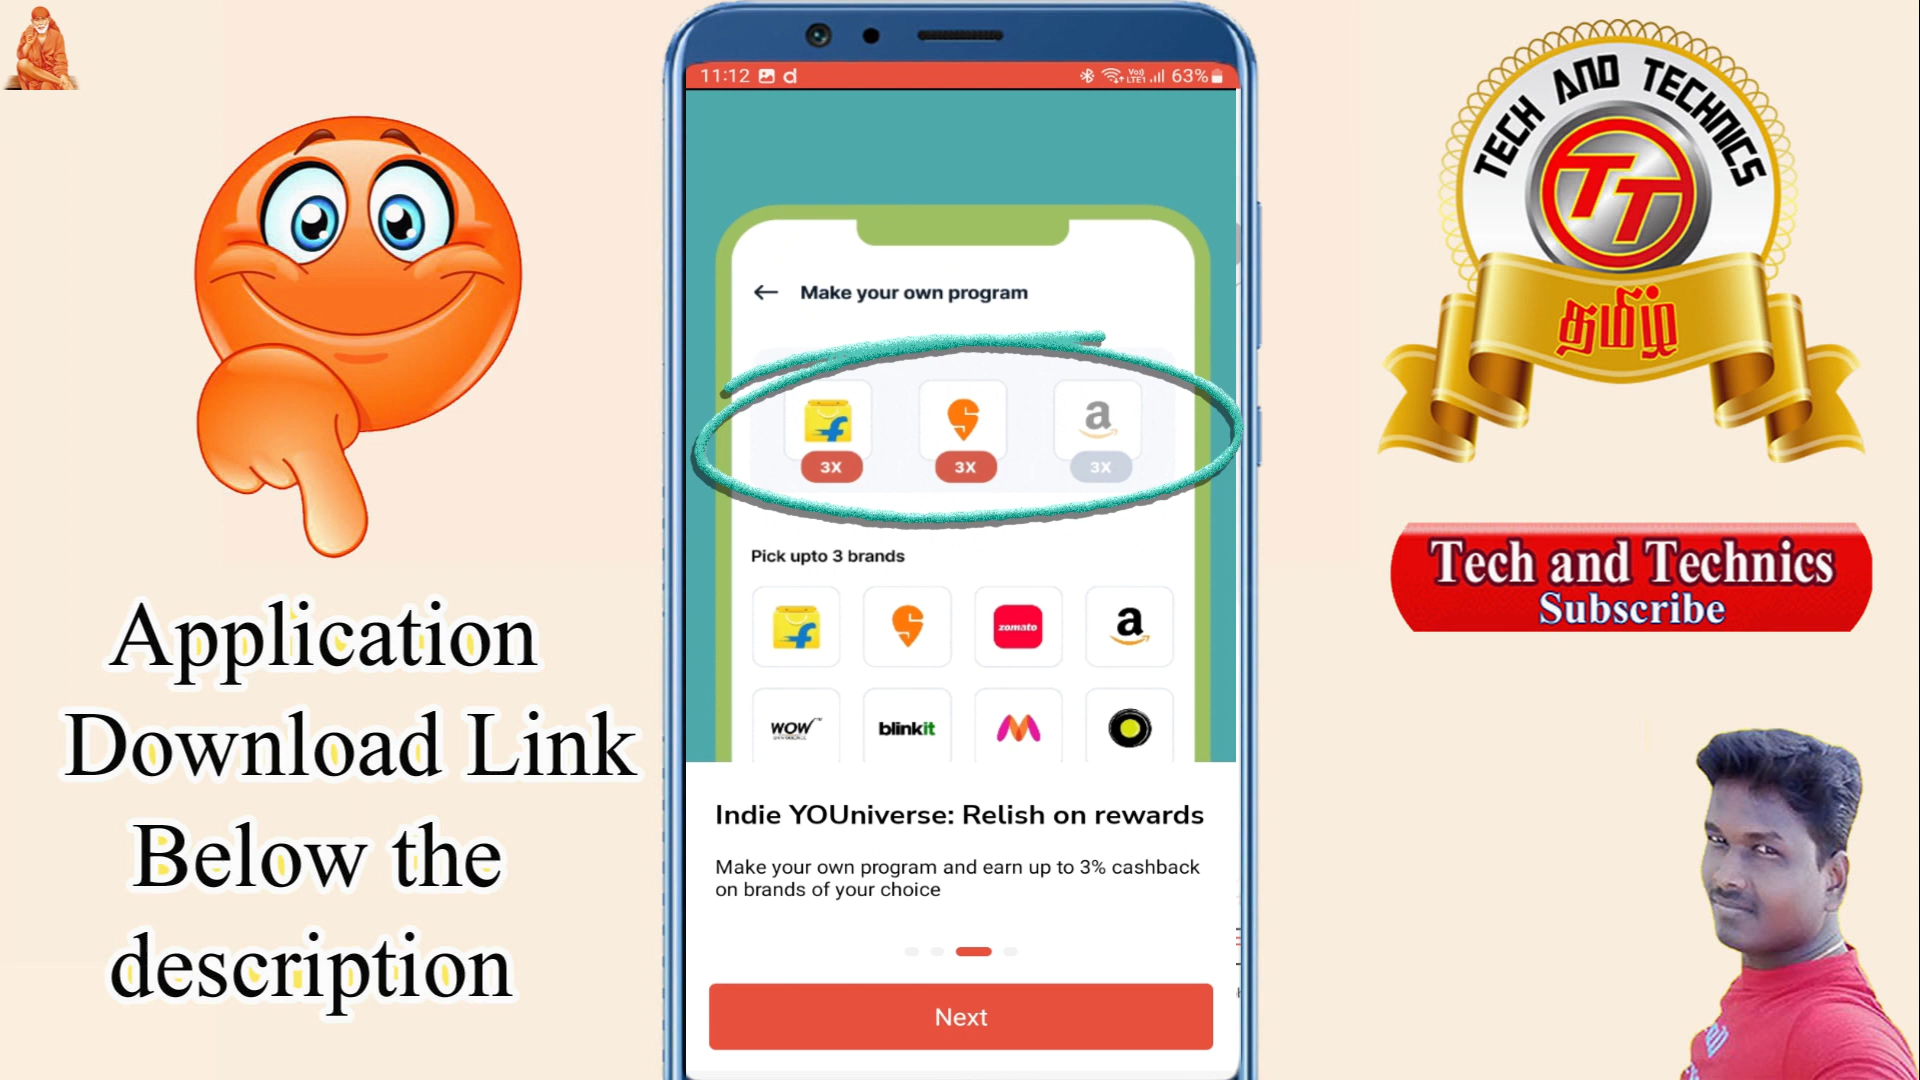 11:12
63%
Make your own program
3X
3X
a
3X
Pick upto 3 brands
zomato
a
WOW
blinkit
Indie YOUniverse: Relish on rewards
Make your own program and earn up to 3% cashback
on brands of your choice
Next
Application
Download Link
Below the
description
TECH AND TECHNICS
TT
தமிழ்
Tech and Technics
Subscribe